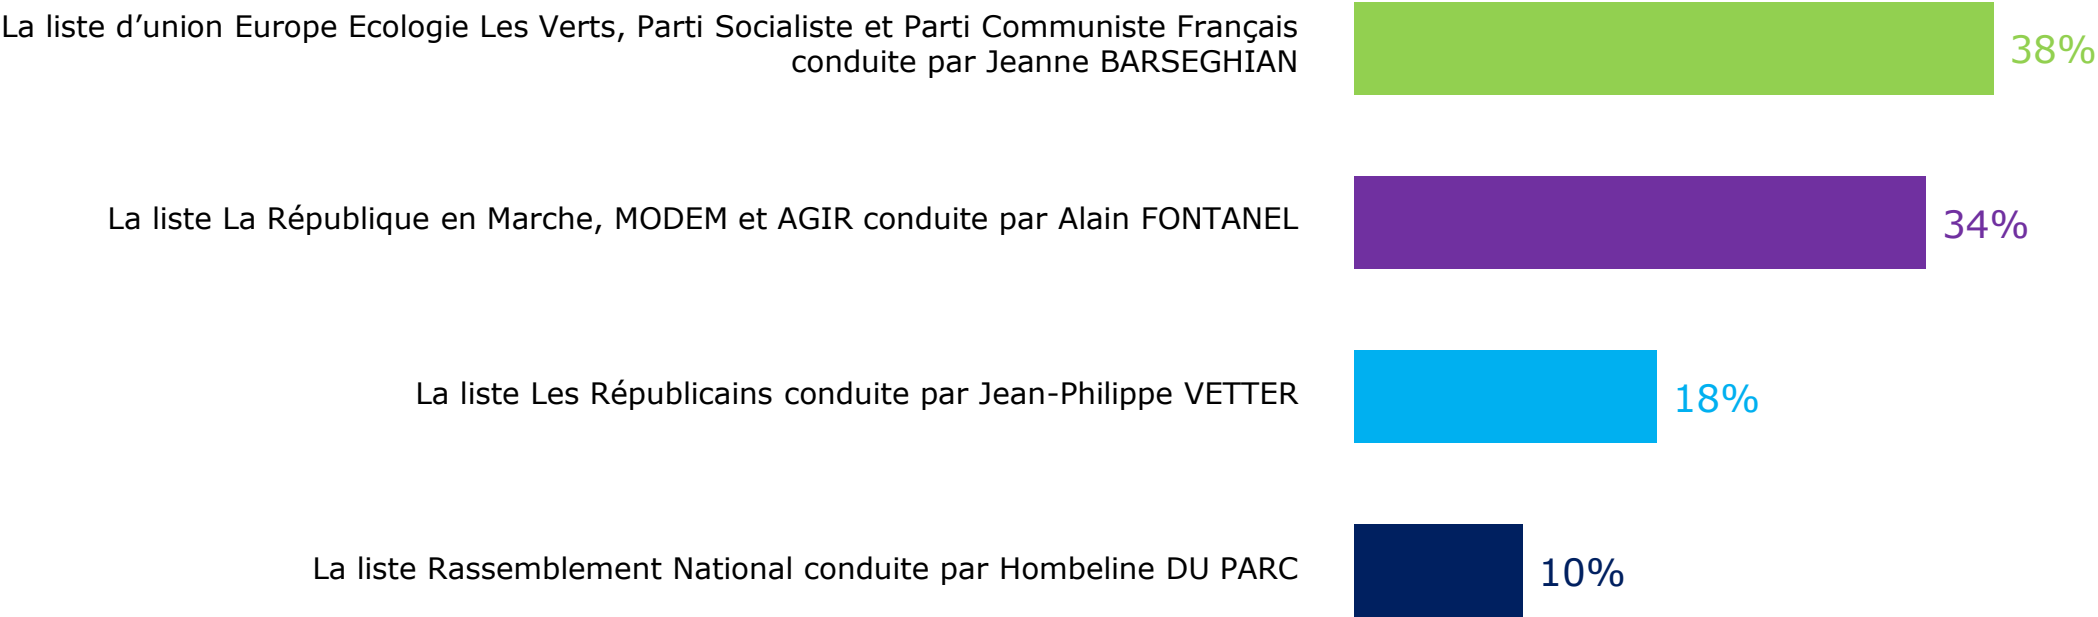 La liste d’union Europe Ecologie Les Verts, Parti Socialiste et Parti Communiste Français
conduite par Jeanne BARSEGHIAN
38%
La liste La République en Marche, MODEM et AGIR conduite par Alain FONTANEL
34%
La liste Les Républicains conduite par Jean-Philippe VETTER
18%
La liste Rassemblement National conduite par Hombeline DU PARC
10%